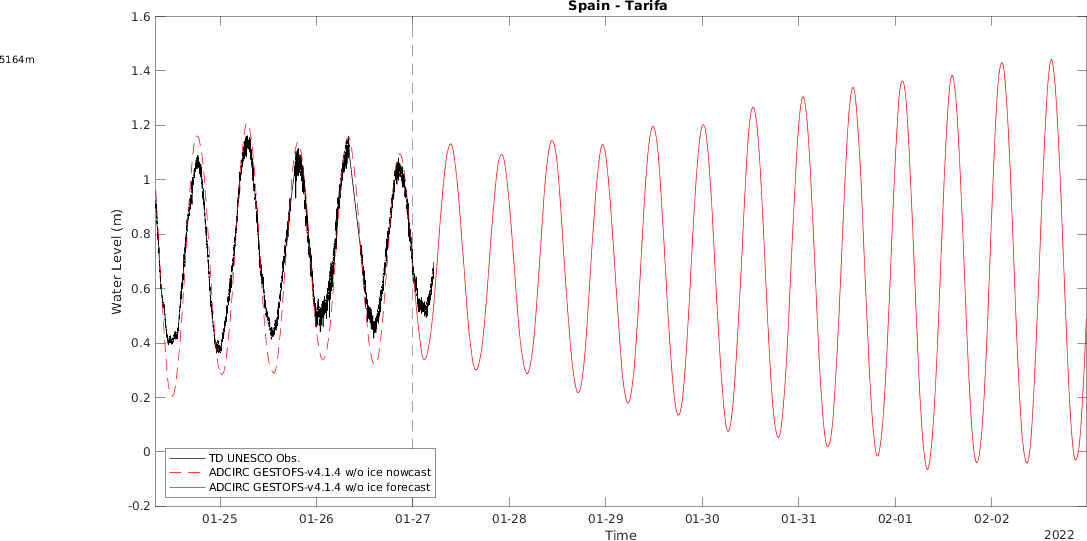 Spain - Tarifa
5164m
1.6
1.4
1.2
1
0.8
0.6
0.4
0.2
0
-0.2
Water Level (m)
TD UNESCO Obs.
ADCIRC GESTOFS-v4.1.4 w/o ice nowcast
ADCIRC GESTOFS-v4.1.4 w/o ice forecast
01-25 01-26 01-27 01-28 01-29 01-30 01-31 02-01 02-02
Time
2022